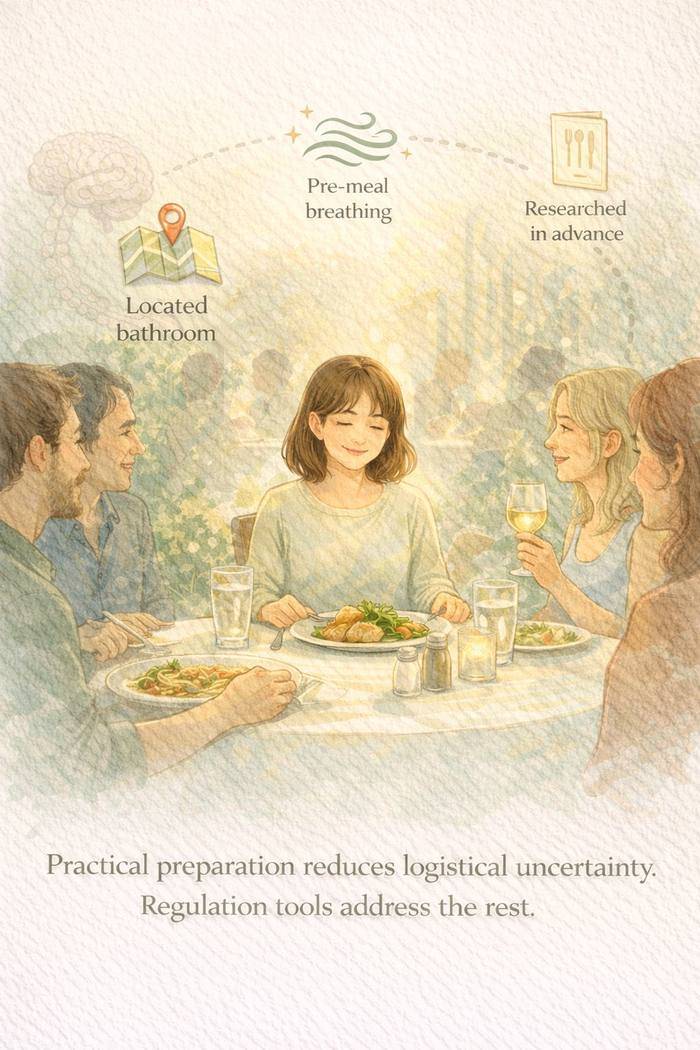 Pre-meal
breathing
Researched
in advance
Located
bathroom
Practical preparation reduces logistical uncertainty.
Regulation tools address the rest.